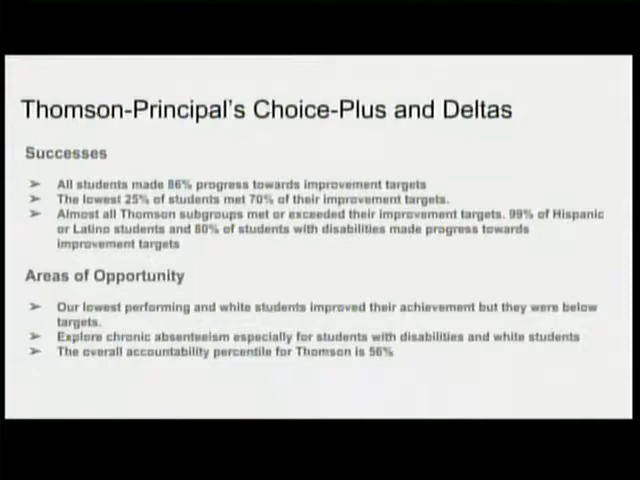 Thomson-Principal's Choice-Plus and Deltas
Successes
➢ All students made 86% progress towards improvement targets
➢ The lowest 25% of students met 70% of their improvement targets.
➢ Almost all Thomson subgroups met or exceeded their improvement targets. 99% of Hispanic
or Latino students and 80% of students with disabilities made progress towards
improvement targets
Areas of Opportunity
➢ Our lowest performing and white students improved their achievement but they were below
targets.
➢ Explore chronic absenteeism especially for students with disabilities and white students
➢ The overall accountability percentile for Thomson is 56%